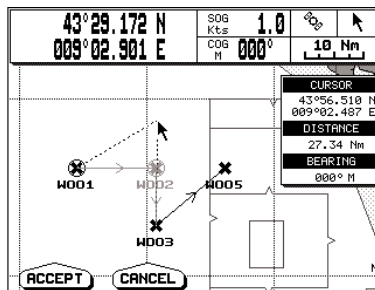 43°29.172 N
009°02.901 E
SOG Kts 1.0
COG M 000°
10 Nm
CURSOR
43°56.510 N
009°02.487 E
DISTANCE
27.34 Nm
BEARING
000° M
W001
W002
W005
W003
ACCEPT
CANCEL